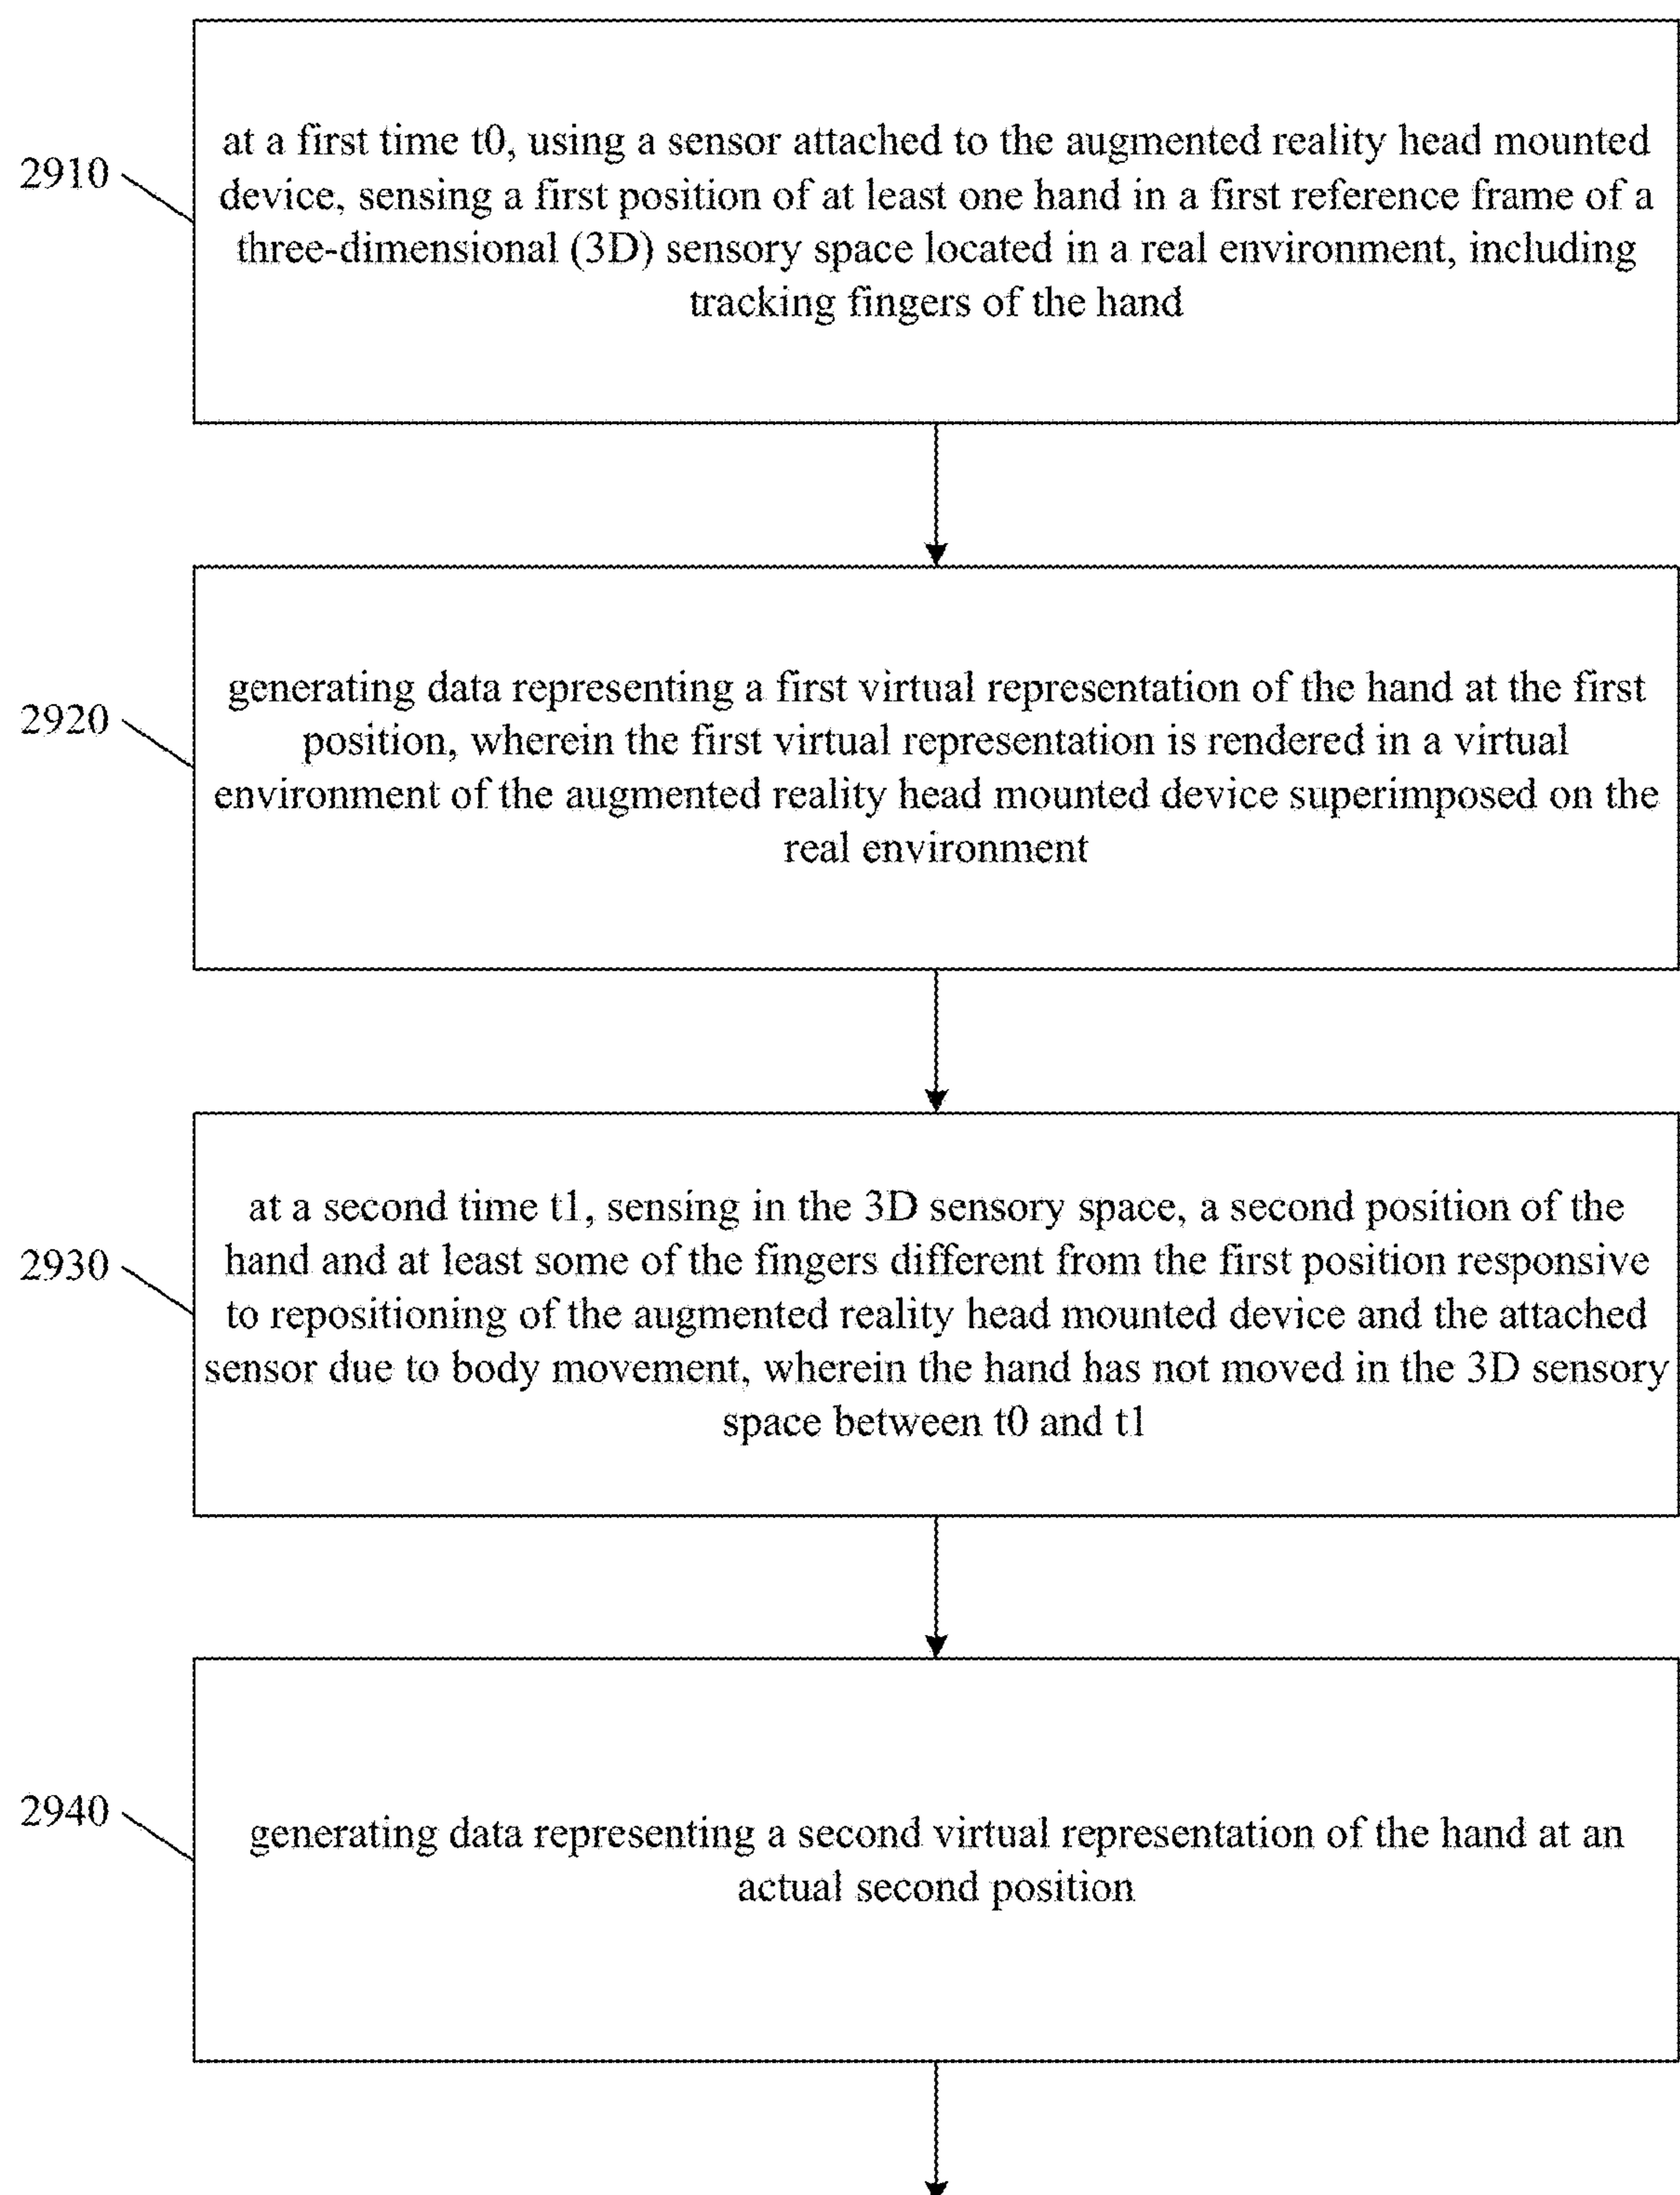 2910
at a first time t0, using a sensor attached to the augmented reality head mounted
device, sensing a first position of at least one hand in a first reference frame of a
three-dimensional (3D) sensory space located in a real environment, including
tracking fingers of the hand
2920
generating data representing a first virtual representation of the hand at the first
position, wherein the first virtual representation is rendered in a virtual
environment of the augmented reality head mounted device superimposed on the
real environment
2930
at a second time t1, sensing in the 3D sensory space, a second position of the
hand and at least some of the fingers different from the first position responsive
to repositioning of the augmented reality head mounted device and the attached
sensor due to body movement, wherein the hand has not moved in the 3D sensory
space between t0 and t1
2940
generating data representing a second virtual representation of the hand at an
actual second position